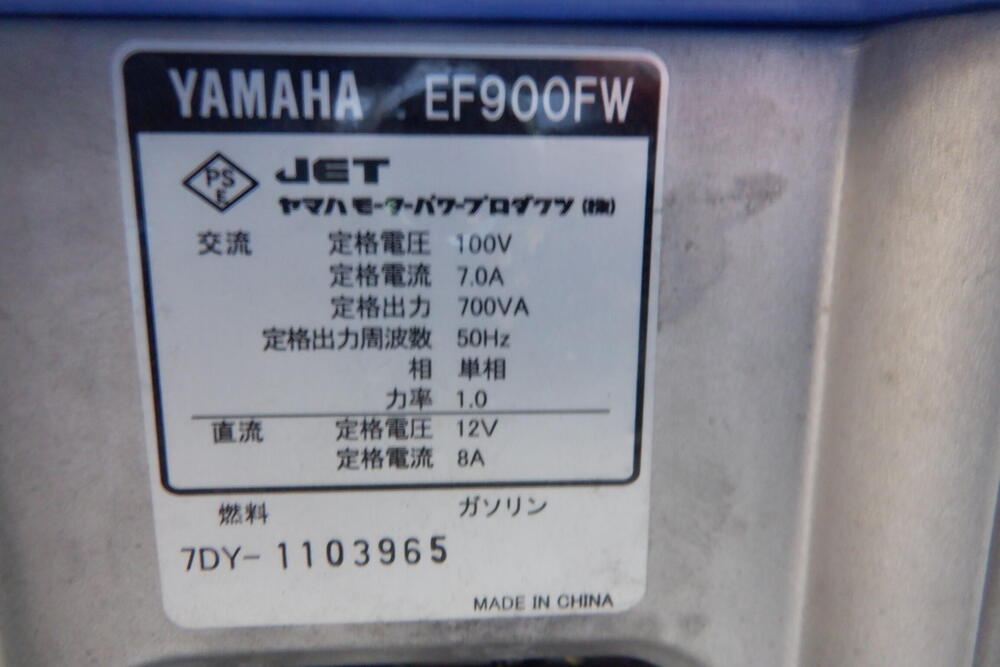 YAMAHA EF900FW
PS E JET
ヤマハモーターパワープロダクツ(株)
交流 定格電圧 100V
定格電流 7.0A
定格出力 700VA
定格出力周波数 50Hz
相 単相
力率 1.0
直流 定格電圧 12V
定格電流 8A
燃料 ガソリン
7DY-1103965
MADE IN CHINA